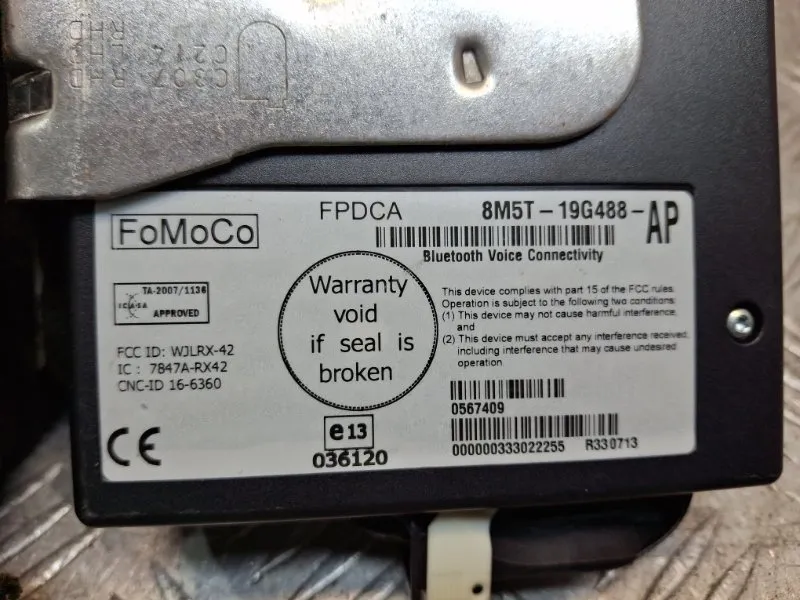 C307 RHD
C214 LHD
RHD
FoMoCo
FPDCA
8M5T-19G488-AP
Bluetooth Voice Connectivity
TA-2007/1136
ICASA
APPROVED
FCC ID: WJLRX-42
IC : 7847A-RX42
CNC-ID 16-6360
CE
Warranty
void
if seal is
broken
e13
036120
This device complies with part 15 of the FCC rules.
Operation is subject to the following two conditions:
(1) This device may not cause harmful interference,
and
(2) This device must accept any interference received,
including interference that may cause undesired
operation
0567409
000000333022255
R330713